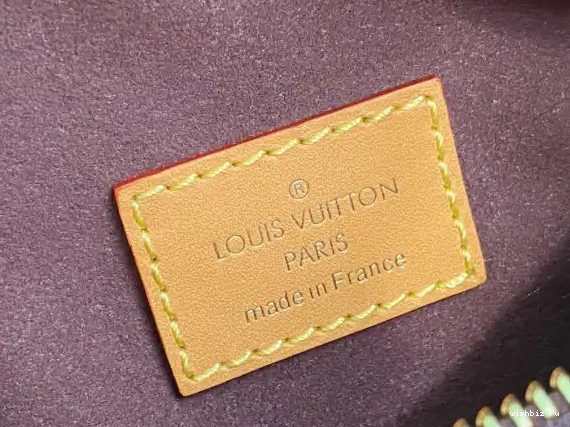 ®
LOUIS VUITTON
PARIS
made in France
wishbiz.ru